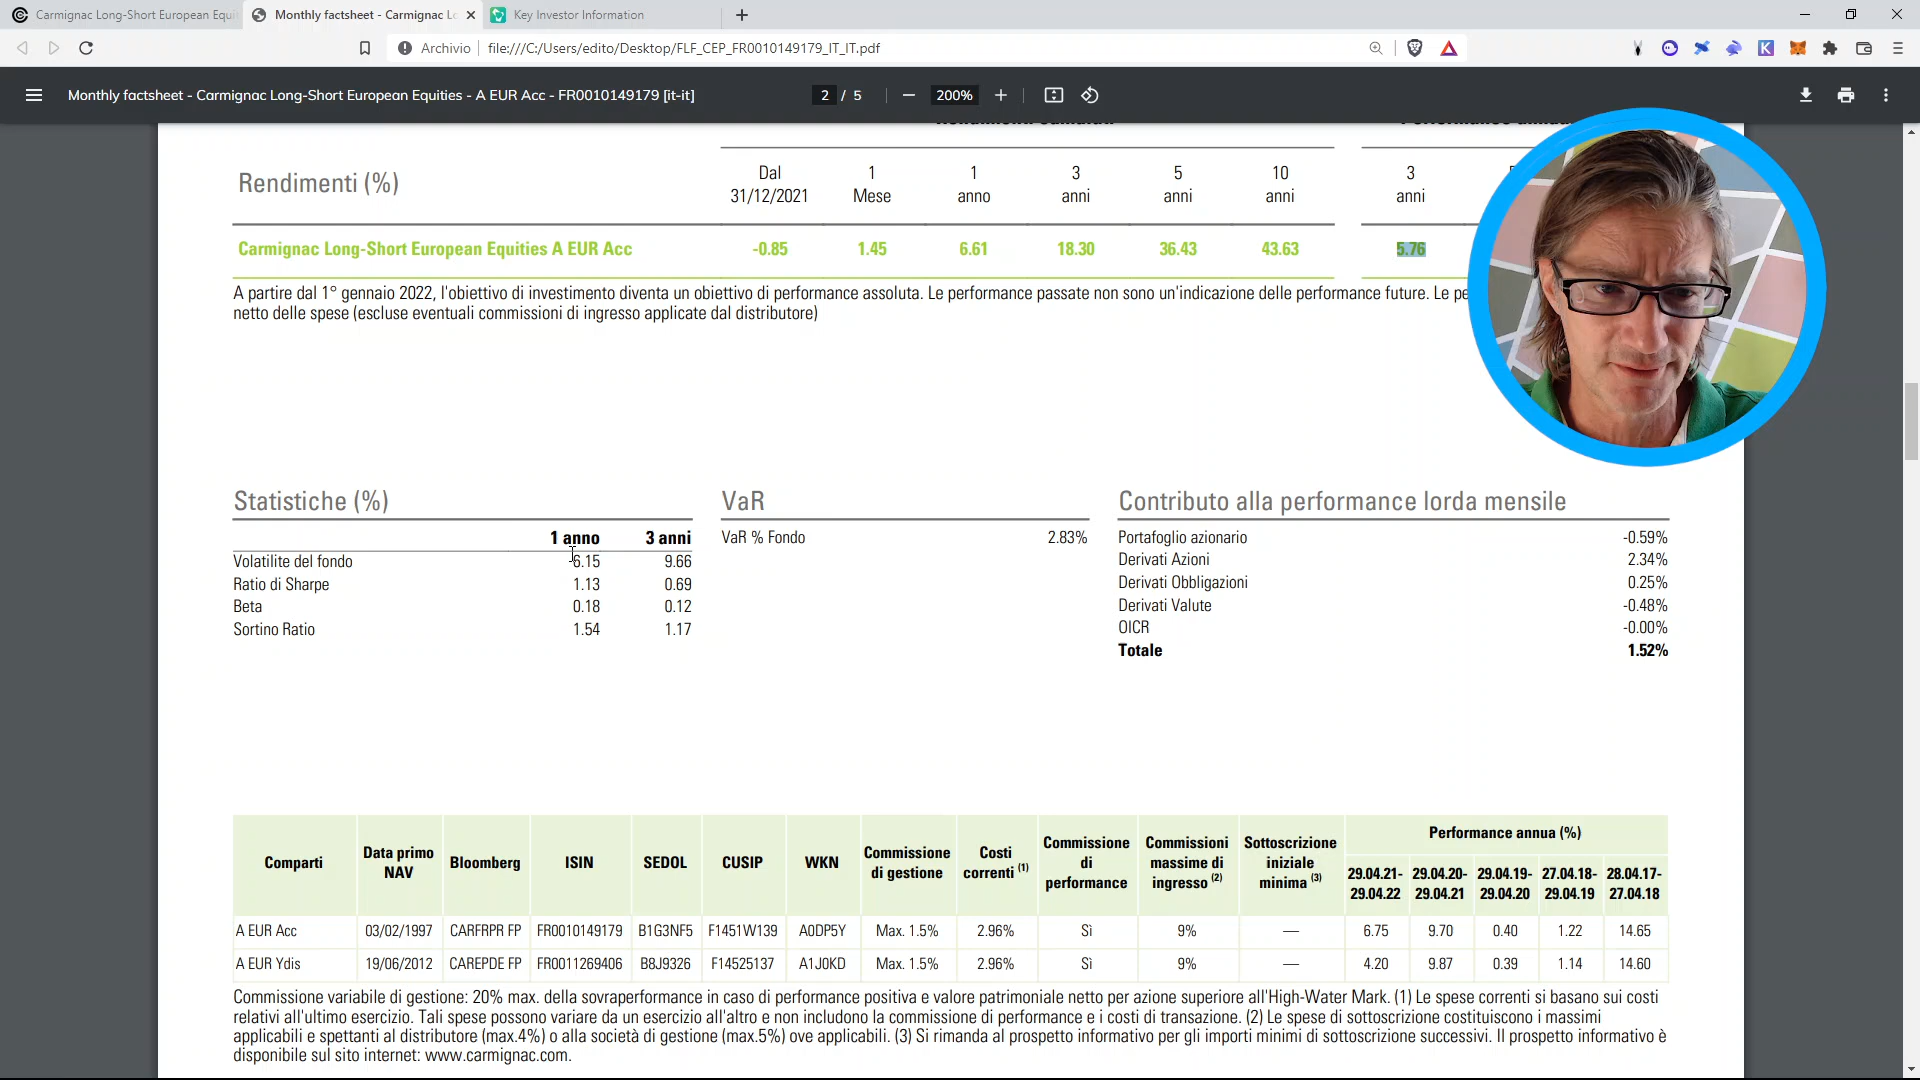 Carmignac Long-Short European Equi
Monthly factsheet - Carmignac Lo
Key Investor Information
Archivio
file:///C:/Users/edito/Desktop/FLF_CEP_FR0010149179_IT_IT.pdf
Monthly factsheet - Carmignac Long-Short European Equities - A EUR Acc - FR0010149179 [it-it]
2 / 5
200%
Rendimenti (%)
Dal 31/12/2021
1 Mese
1 anno
3 anni
5 anni
10 anni
3 anni
Carmignac Long-Short European Equities A EUR Acc -0.85 1.45 6.61 18.30 36.43 43.63 5.76
A partire dal 1° gennaio 2022, l'obiettivo di investimento diventa un obiettivo di performance assoluta. Le performance passate non sono un'indicazione delle performance future. Le pe
netto delle spese (escluse eventuali commissioni di ingresso applicate dal distributore)
Statistiche (%)
1 anno 3 anni
Volatilite del fondo 6.15 9.66
Ratio di Sharpe 1.13 0.69
Beta 0.18 0.12
Sortino Ratio 1.54 1.17
VaR
VaR % Fondo 2.83%
Contributo alla performance lorda mensile
Portafoglio azionario -0.59%
Derivati Azioni 2.34%
Derivati Obbligazioni 0.25%
Derivati Valute -0.48%
OICR -0.00%
Totale 1.52%
Comparti
Data primo NAV
Bloomberg
ISIN
SEDOL
CUSIP
WKN
Commissione di gestione
Costi correnti (1)
Commissione di performance
Commissioni massime di ingresso (2)
Sottoscrizione iniziale minima (3)
Performance annua (%)
29.04.21-29.04.22
29.04.20-29.04.21
29.04.19-29.04.20
27.04.18-29.04.19
28.04.17-27.04.18
A EUR Acc 03/02/1997 CARFRPR FP FR0010149179 B1G3NF5 F1451W139 A0DP5Y Max. 1.5% 2.96% Sì 9% — 6.75 9.70 0.40 1.22 14.65
A EUR Ydis 19/06/2012 CAREPDE FP FR0011269406 B8J9326 F14525137 A1J0KD Max. 1.5% 2.96% Sì 9% — 4.20 9.87 0.39 1.14 14.60
Commissione variabile di gestione: 20% max. della sovraperformance in caso di performance positiva e valore patrimoniale netto per azione superiore all'High-Water Mark. (1) Le spese correnti si basano sui costi
relativi all'ultimo esercizio. Tali spese possono variare da un esercizio all'altro e non includono la commissione di performance e i costi di transazione. (2) Le spese di sottoscrizione costituiscono i massimi
applicabili e spettanti al distributore (max.4%) o alla società di gestione (max.5%) ove applicabili. (3) Si rimanda al prospetto informativo per gli importi minimi di sottoscrizione successivi. Il prospetto informativo è
disponibile sul sito internet: www.carmignac.com.